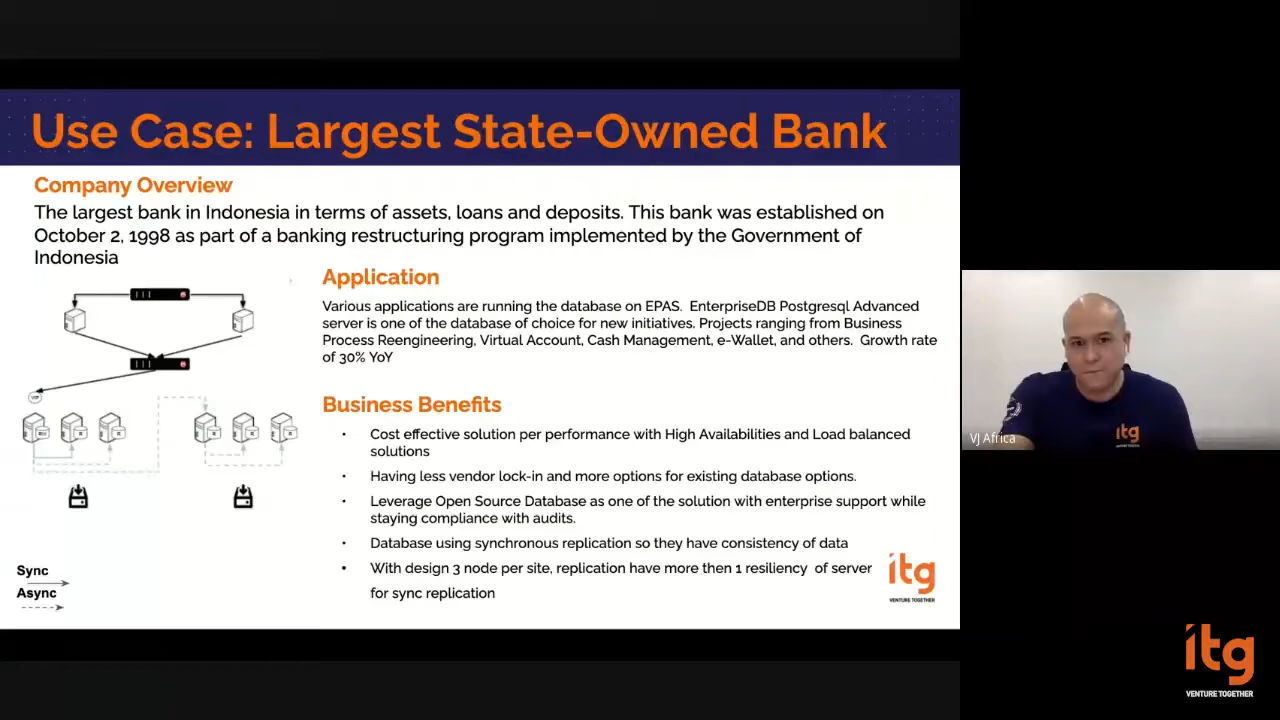 Use Case: Largest State-Owned Bank
Company Overview
The largest bank in Indonesia in terms of assets, loans and deposits. This bank was established on
October 2, 1998 as part of a banking restructuring program implemented by the Government of
Indonesia
Application
Various applications are running the database on EPAS. EnterpriseDB Postgresql Advanced
server is one of the database of choice for new initiatives. Projects ranging from Business
Process Reengineering, Virtual Account, Cash Management, e-Wallet, and others. Growth rate
of 30% YoY
Business Benefits
• Cost effective solution per performance with High Availabilities and Load balanced
solutions
• Having less vendor lock-in and more options for existing database options.
• Leverage Open Source Database as one of the solution with enterprise support while
staying compliance with audits.
• Database using synchronous replication so they have consistency of data
• With design 3 node per site, replication have more then 1 resiliency of server
for sync replication
Sync
Async
itg
VENTURE TOGETHER
VJ Africa
itg
itg
VENTURE TOGETHER